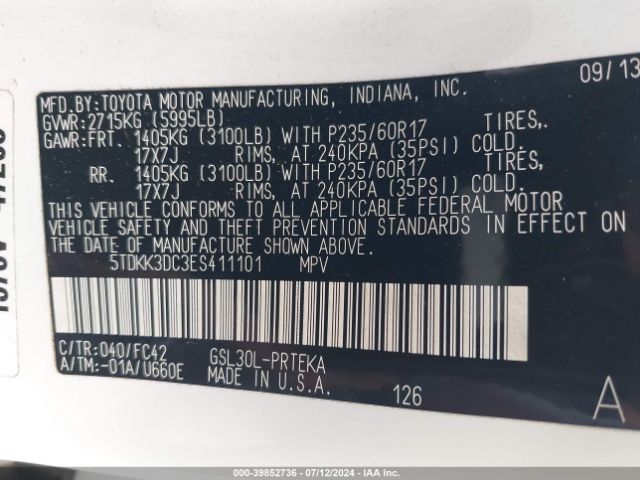 MFD.BY:TOYOTA MOTOR MANUFACTURING, INDIANA, INC. 09/13
GVWR:2715KG (5995LB)
GAWR:FRT. 1405KG (3100LB) WITH P235/60R17 TIRES,.
17X7J RIMS, AT 240KPA (35PSI) COLD.
RR. 1405KG (3100LB) WITH P235/60R17 TIRES,
17X7J RIMS, AT 240KPA (35PSI) COLD.
THIS VEHICLE CONFORMS TO ALL APPLICABLE FEDERAL MOTOR
VEHICLE SAFETY AND THEFT PREVENTION STANDARDS IN EFFECT ON
THE DATE OF MANUFACTURE SHOWN ABOVE.
5TDKK3DC3ES411101 MPV
C/TR:040/FC42 GSL30L-PRTEKA
A/TM:-01A/U660E MADE IN U.S.A.
126 A
000-39852736 - 07/12/2024 - IAA Inc.